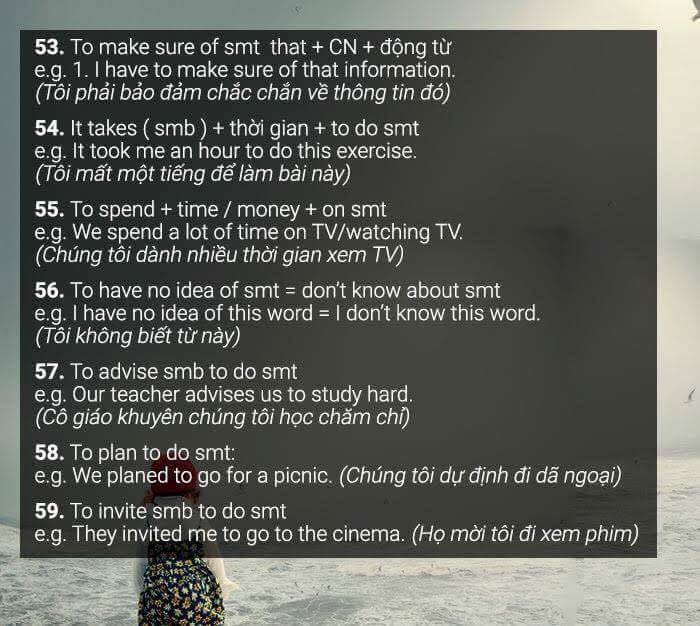 53. To make sure of smt that + CN + động từ
e.g. 1. I have to make sure of that information.
(Tôi phải bảo đảm chắc chắn về thông tin đó)
54. It takes ( smb ) + thời gian + to do smt
e.g. It took me an hour to do this exercise.
(Tôi mất một tiếng để làm bài này)
55. To spend + time / money + on smt
e.g. We spend a lot of time on TV/watching TV.
(Chúng tôi dành nhiều thời gian xem TV)
56. To have no idea of smt = don't know about smt
e.g. I have no idea of this word = I don't know this word.
(Tôi không biết từ này)
57. To advise smb to do smt
e.g. Our teacher advises us to study hard.
(Cô giáo khuyên chúng tôi học chăm chỉ)
58. To plan to do smt:
e.g. We planed to go for a picnic. (Chúng tôi dự định đi dã ngoại)
59. To invite smb to do smt
e.g. They invited me to go to the cinema. (Họ mời tôi đi xem phim)